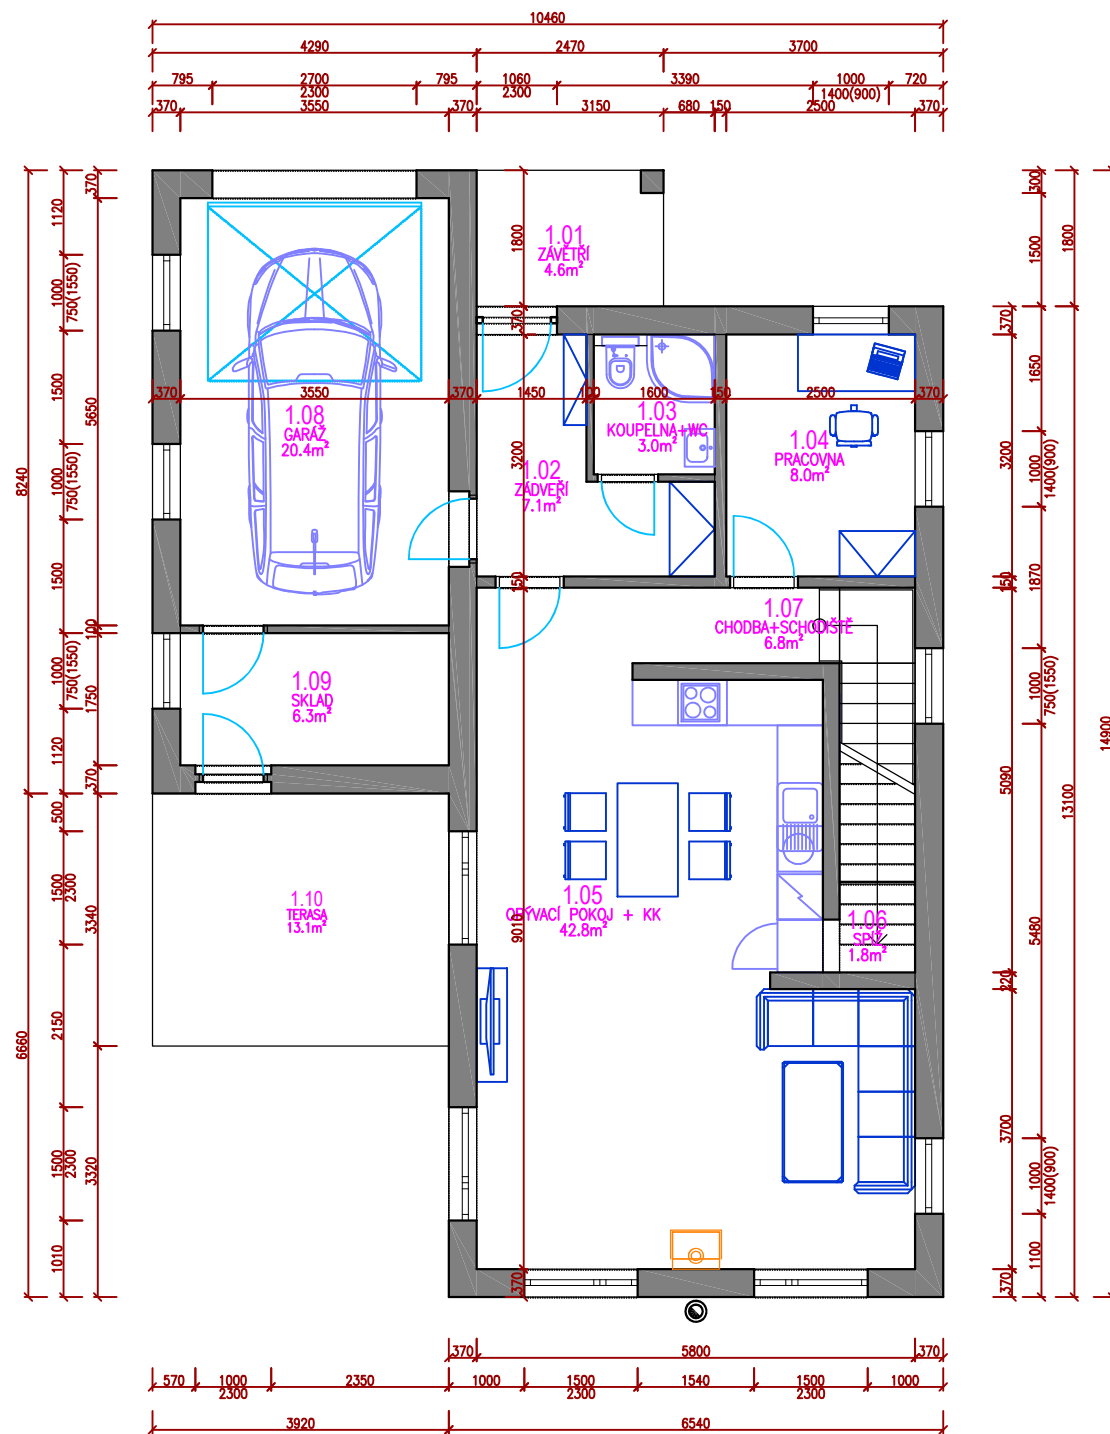 10460
4290 2470 3700
795 2700 795 1060 3390 1000 720
2300 2300 1400(900)
370 3550 370 3150 680 150 2500 370
370
1120
1000
750(1550)
1500
5650
1000
750(1550)
1500
8240
100
1000
750(1550)
1750
1120
370
500
1500
2300
3340
2150
6660
1500
2300
3320
1010
1800
370
3200
150
9010
370
370 3550 370 1450 100 1600 150 2500 370
1.01
ZÁVĚTŘÍ
4.6m²
1.02
ZÁDVEŘÍ
7.1m²
1.03
KOUPELNA+WC
3.0m²
1.04
PRACOVNA
8.0m²
1.08
GARÁŽ
20.4m²
1.07
CHODBA+SCHODIŠTĚ
6.8m²
1.09
SKLAD
6.3m²
1.10
TERASA
13.1m²
1.05
OBÝVACÍ POKOJ + KK
42.8m²
1.06
SPÍŽ
1.8m²
300
1500
1800
370
1650
3200
1000
1400(900)
1870
150
1000
750(1550)
5090
14900
13100
5480
220
3700
1000
1400(900)
1100
370
370 5800 370
570 1000 2350 1000 1500 1540 1500 1000
2300 2300 2300
3920 6540